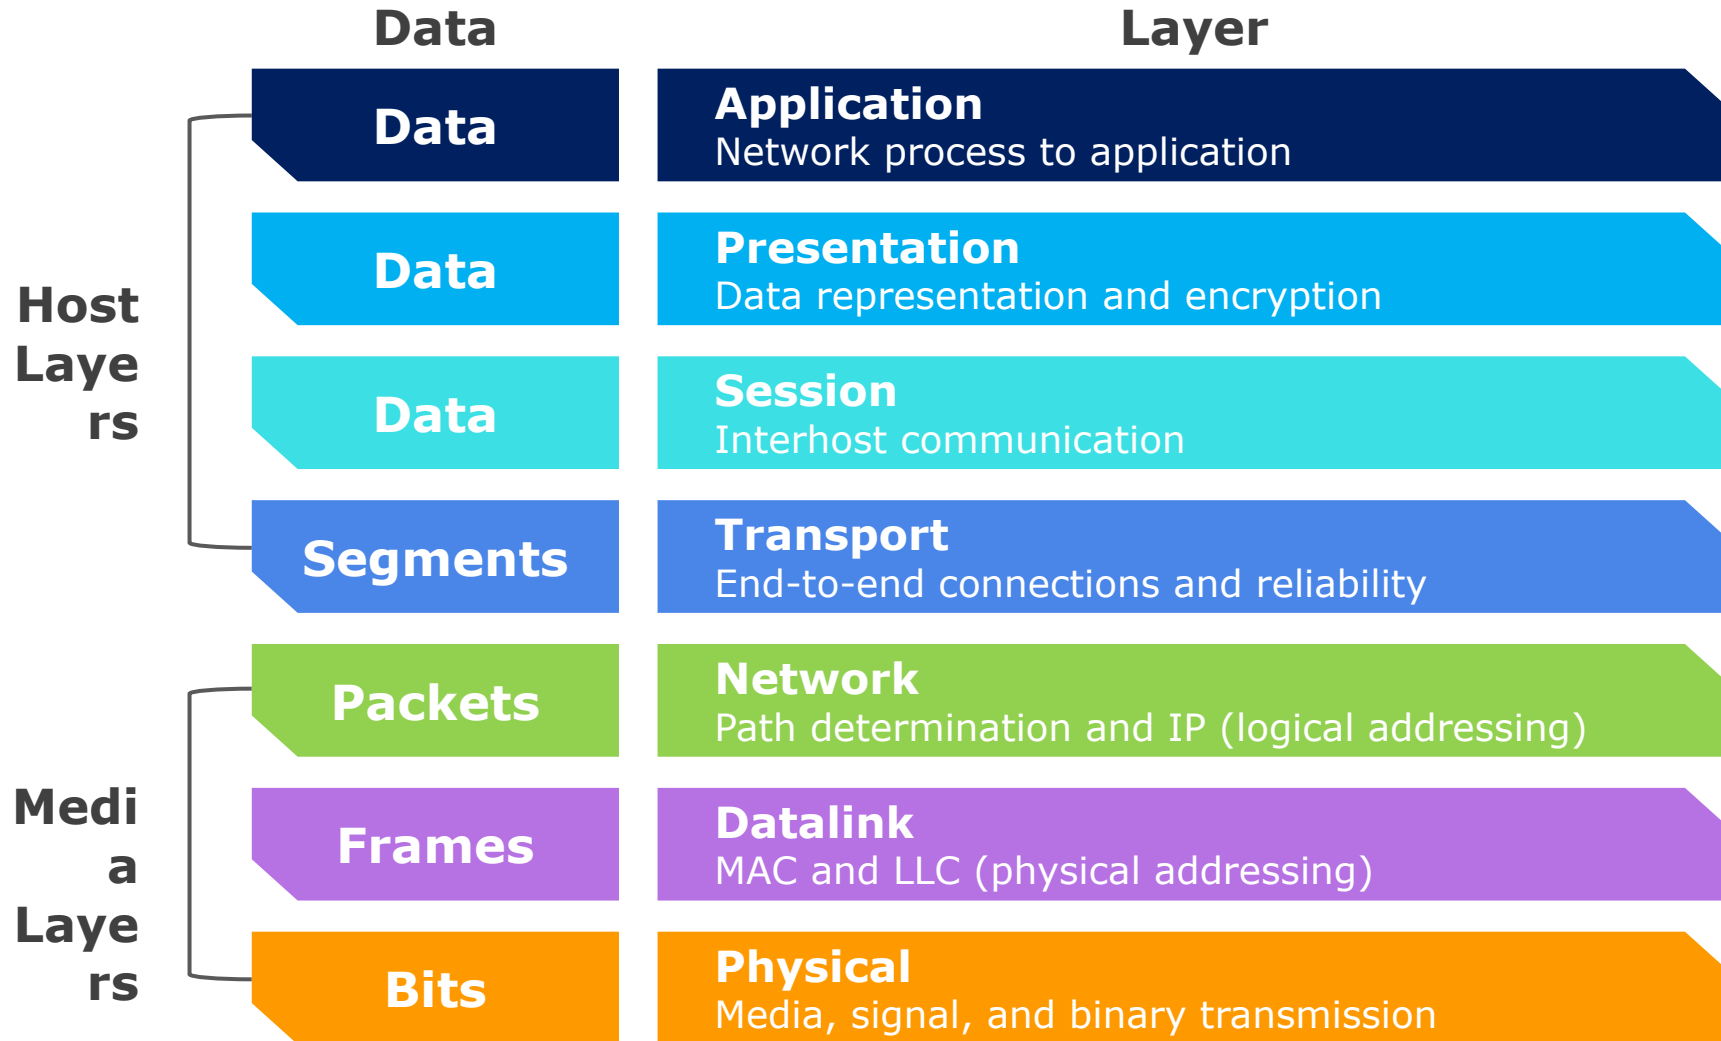 Data
Layer
Host
Laye
rs
Data
Application
Network process to application
Data
Presentation
Data representation and encryption
Data
Session
Interhost communication
Segments
Transport
End-to-end connections and reliability
Medi
a
Laye
rs
Packets
Network
Path determination and IP (logical addressing)
Frames
Datalink
MAC and LLC (physical addressing)
Bits
Physical
Media, signal, and binary transmission